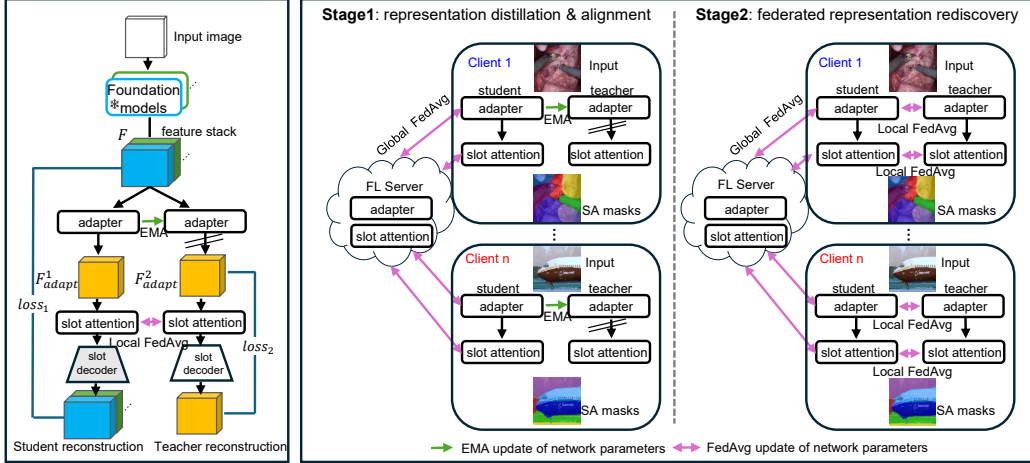 Input image
Foundation
models
F
feature stack
adapter
adapter
EMA
F¹adapt
F²adapt
loss₁
slot attention
slot attention
Local FedAvg
loss₂
slot
decoder
slot
decoder
Student reconstruction
Teacher reconstruction
Stage1: representation distillation & alignment
Client 1
Input
student
teacher
adapter
adapter
EMA
Global FedAvg
slot attention
slot attention
FL Server
adapter
slot attention
SA masks
...
Client n
Input
student
teacher
adapter
adapter
EMA
slot attention
slot attention
SA masks
Stage2: federated representation rediscovery
Client 1
Input
student
teacher
adapter
adapter
Local FedAvg
Global FedAvg
slot attention
slot attention
Local FedAvg
FL Server
adapter
slot attention
SA masks
...
Client n
Input
student
teacher
adapter
adapter
Local FedAvg
slot attention
slot attention
Local FedAvg
SA masks
EMA update of network parameters
FedAvg update of network parameters